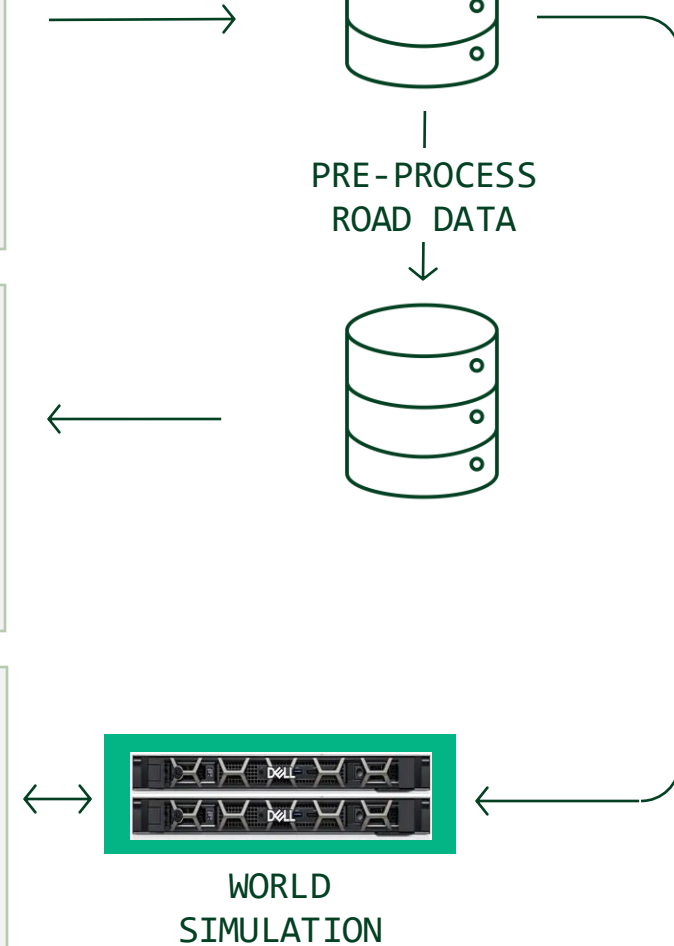 PRE-PROCESS
ROAD DATA
DELL
DELL
WORLD
SIMULATION